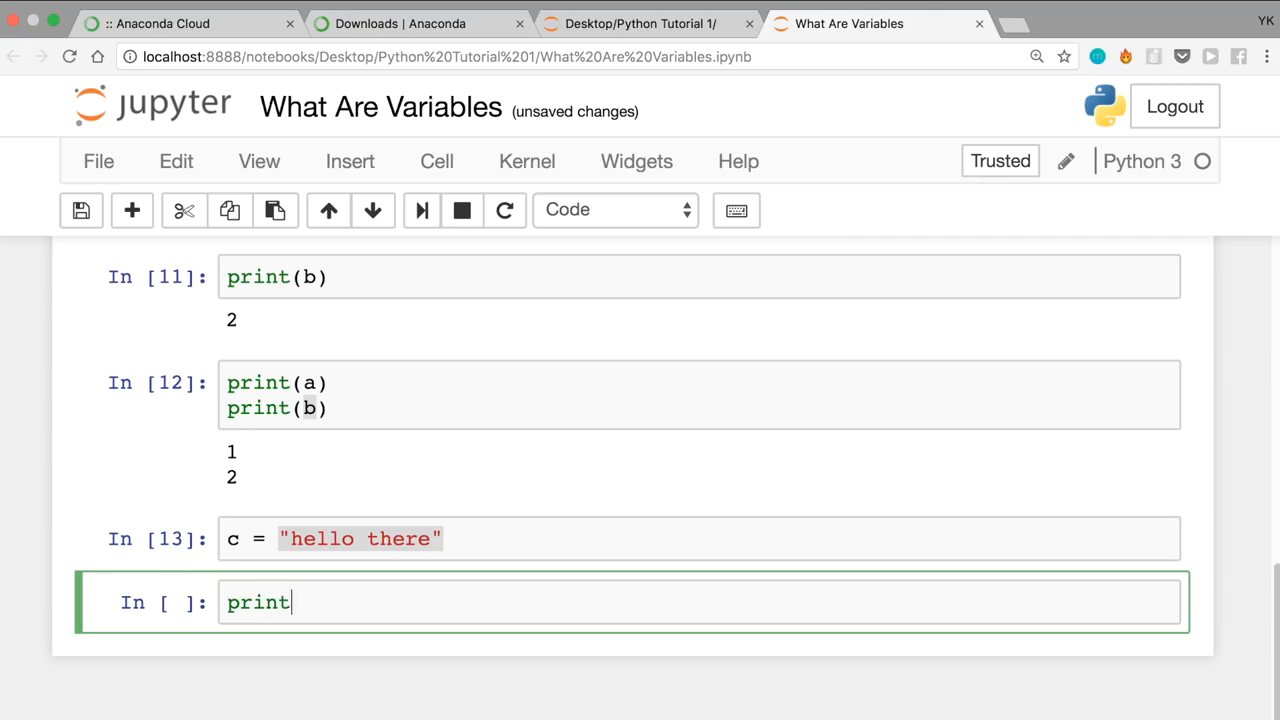 :: Anaconda Cloud
Downloads | Anaconda
Desktop/Python Tutorial 1/
What Are Variables
YK
localhost:8888/notebooks/Desktop/Python%20Tutorial%201/What%20Are%20Variables.ipynb
jupyter
What Are Variables (unsaved changes)
Logout
File Edit View Insert Cell Kernel Widgets Help
Trusted
Python 3
Code
In [11]: print(b)
2
In [12]: print(a)
print(b)
1
2
In [13]: c = "hello there"
In [ ]: print